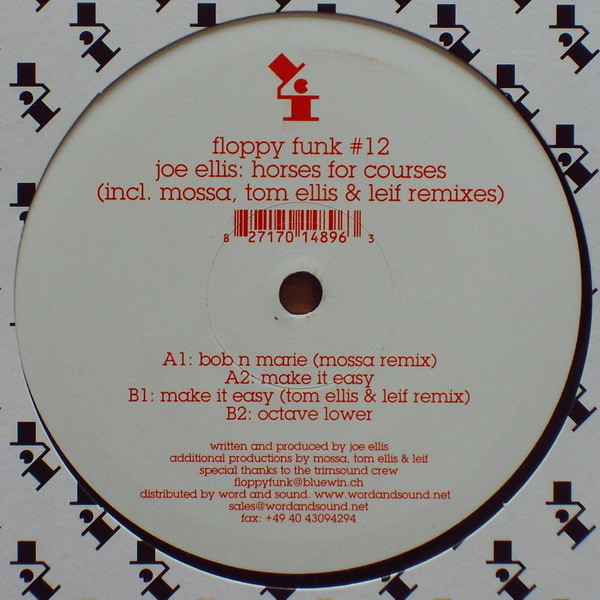 floppy funk #12
joe ellis: horses for courses
(incl. mossa, tom ellis & leif remixes)
8 27170 14896 3
A1: bob n marie (mossa remix)
A2: make it easy
B1: make it easy (tom ellis & leif remix)
B2: octave lower
written and produced by joe ellis
additional productions by mossa, tom ellis & leif
special thanks to the trimsound crew
floppyfunk@bluewin.ch
distributed by word and sound. www.wordandsound.net
sales@wordandsound.net
fax: +49 40 43094294